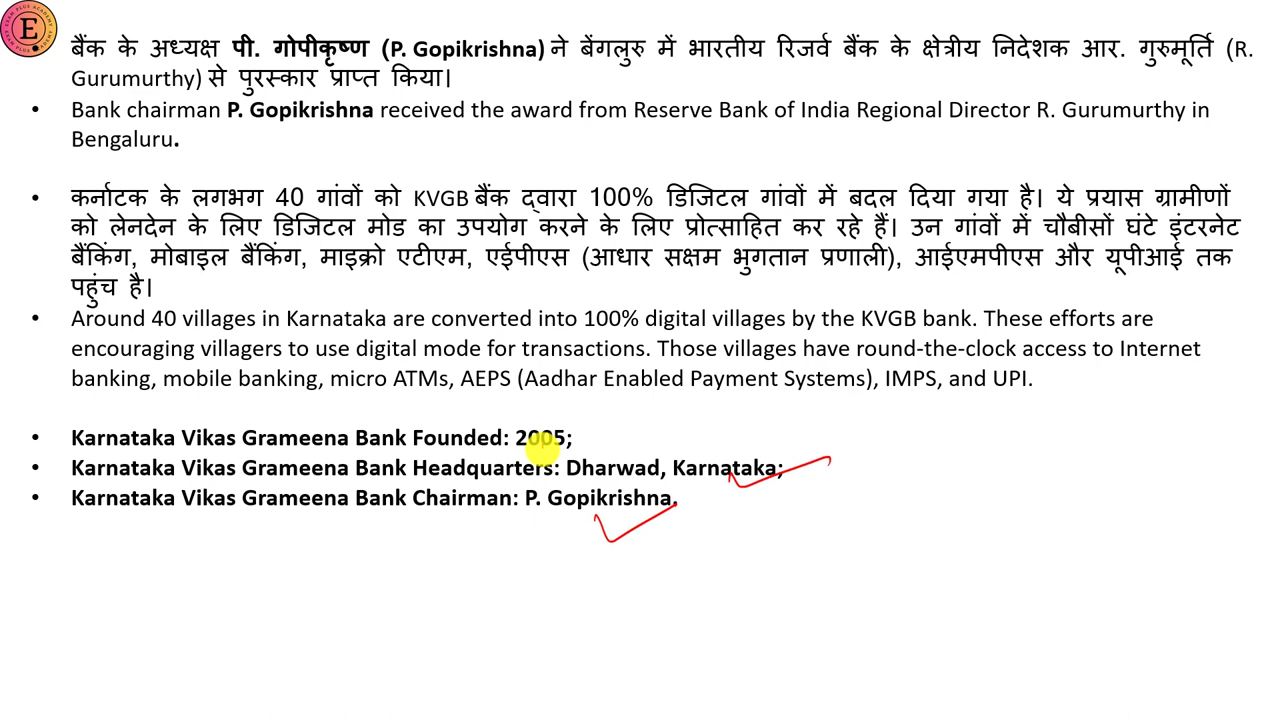 E
बैंक के अध्यक्ष पी. गोपीकृष्ण (P. Gopikrishna) ने बेंगलुरु में भारतीय रिजर्व बैंक के क्षेत्रीय निदेशक आर. गुरुमूर्ति (R.
Gurumurthy) से पुरस्कार प्राप्त किया।
• Bank chairman P. Gopikrishna received the award from Reserve Bank of India Regional Director R. Gurumurthy in
Bengaluru.
• कर्नाटक के लगभग 40 गांवों को KVGB बैंक द्वारा 100% डिजिटल गांवों में बदल दिया गया है। ये प्रयास ग्रामीणों
को लेनदेन के लिए डिजिटल मोड का उपयोग करने के लिए प्रोत्साहित कर रहे हैं। उन गांवों में चौबीसों घंटे इंटरनेट
बैंकिंग, मोबाइल बैंकिंग, माइक्रो एटीएम, एईपीएस (आधार सक्षम भुगतान प्रणाली), आईएमपीएस और यूपीआई तक
पहुंच है।
• Around 40 villages in Karnataka are converted into 100% digital villages by the KVGB bank. These efforts are
encouraging villagers to use digital mode for transactions. Those villages have round-the-clock access to Internet
banking, mobile banking, micro ATMs, AEPS (Aadhar Enabled Payment Systems), IMPS, and UPI.
• Karnataka Vikas Grameena Bank Founded: 2005;
• Karnataka Vikas Grameena Bank Headquarters: Dharwad, Karnataka;
• Karnataka Vikas Grameena Bank Chairman: P. Gopikrishna.